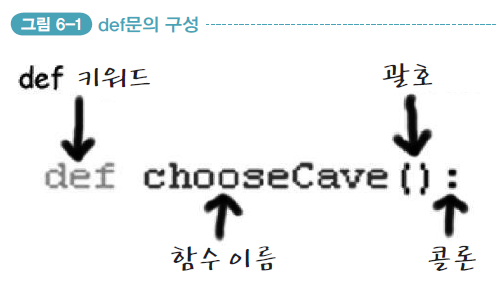 그림 6-1 def문의 구성
def 키워드 괄호
def chooseCave():
함수 이름 콜론